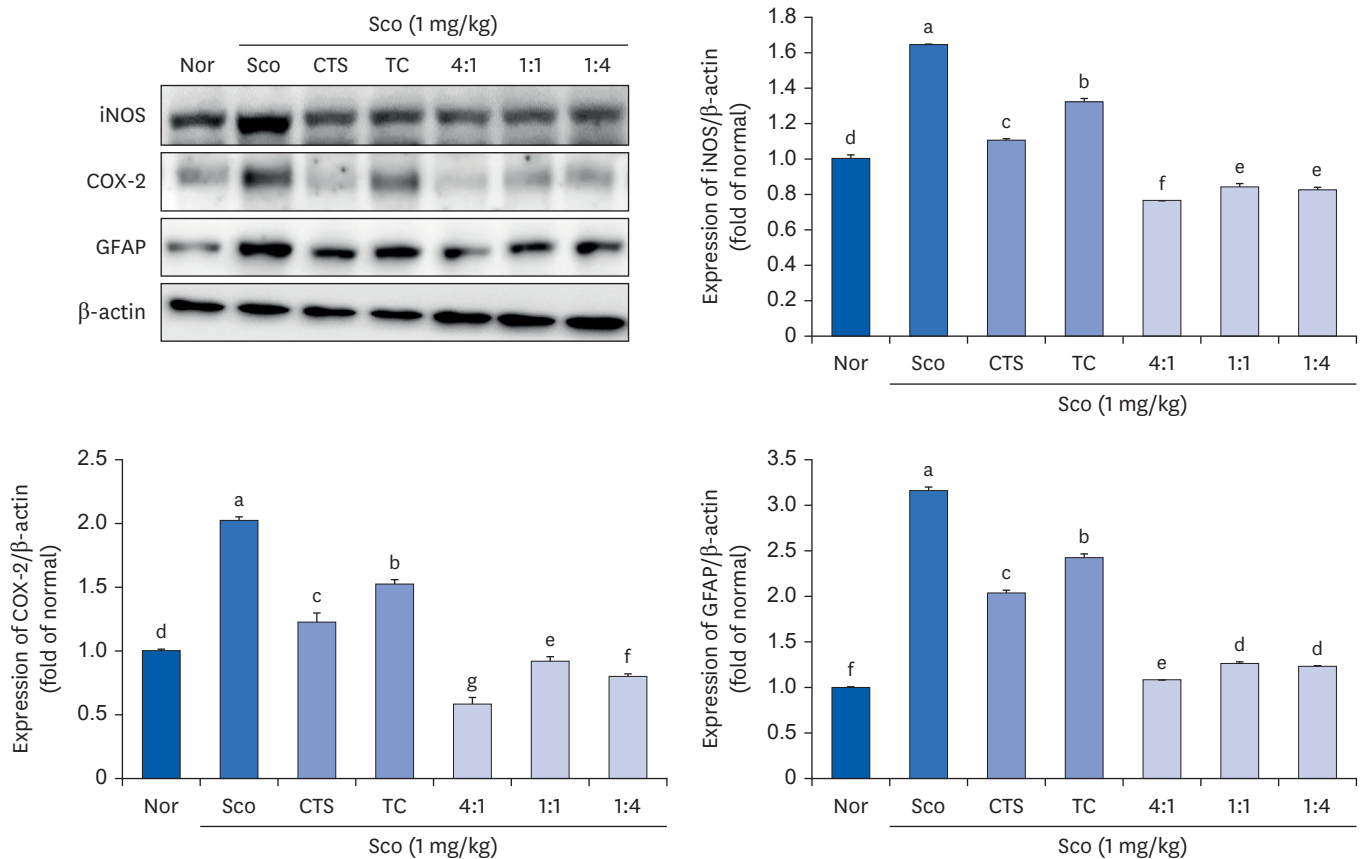 Sco (1 mg/kg)
Nor Sco CTS TC 4:1 1:1 1:4
iNOS
COX-2
GFAP
β-actin
Expression of iNOS/β-actin
(fold of normal)
1.8
1.6
1.4
1.2
1.0
0.8
0.6
0.4
0.2
0
d a c b f e e
Nor Sco CTS TC 4:1 1:1 1:4
Sco (1 mg/kg)
Expression of COX-2/β-actin
(fold of normal)
2.5
2.0
1.5
1.0
0.5
0
d a c b g e f
Nor Sco CTS TC 4:1 1:1 1:4
Sco (1 mg/kg)
Expression of GFAP/β-actin
(fold of normal)
3.5
3.0
2.5
2.0
1.5
1.0
0.5
0
f a c b e d d
Nor Sco CTS TC 4:1 1:1 1:4
Sco (1 mg/kg)